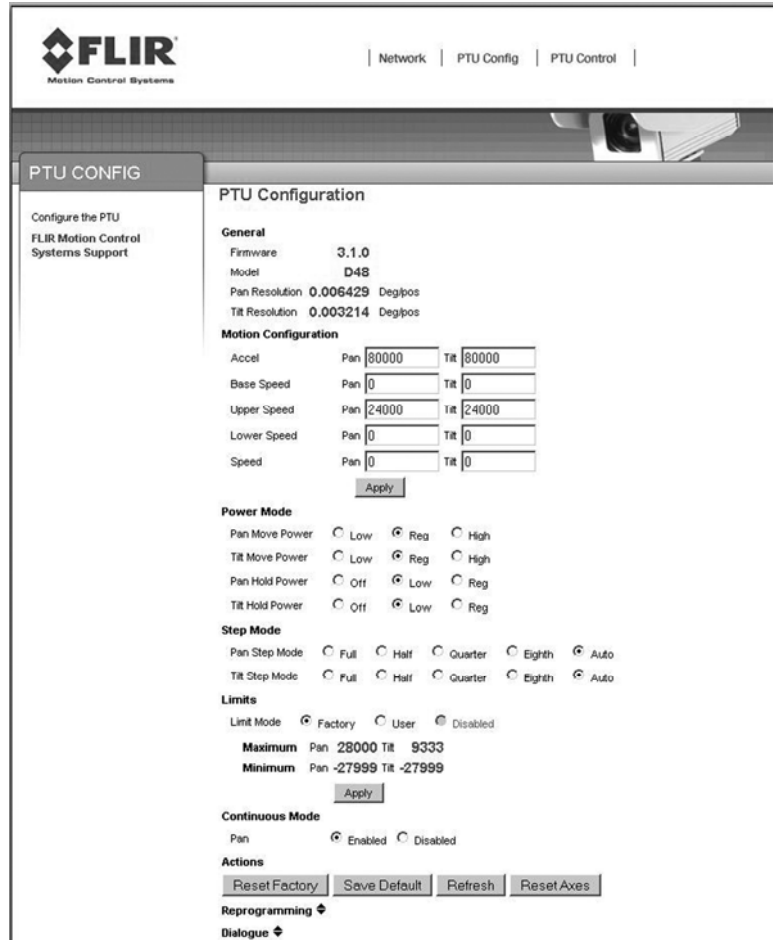 FLIR
Motion Control Systems
| Network | PTU Config | PTU Control |
PTU CONFIG
Configure the PTU
FLIR Motion Control
Systems Support
PTU Configuration
General
Firmware 3.1.0
Model D48
Pan Resolution 0.006429 Deg/pos
Tilt Resolution 0.003214 Deg/pos
Motion Configuration
Accel Pan 80000 Tilt 80000
Base Speed Pan 0 Tilt 0
Upper Speed Pan 24000 Tilt 24000
Lower Speed Pan 0 Tilt 0
Speed Pan 0 Tilt 0
Apply
Power Mode
Pan Move Power Low Reg High
Tilt Move Power Low Reg High
Pan Hold Power Off Low Reg
Tilt Hold Power Off Low Reg
Step Mode
Pan Step Mode Full Half Quarter Eighth Auto
Tilt Step Mode Full Half Quarter Eighth Auto
Limits
Limit Mode Factory User Disabled
Maximum Pan 28000 Tilt 9333
Minimum Pan -27999 Tilt -27999
Apply
Continuous Mode
Pan Enabled Disabled
Actions
Reset Factory Save Default Refresh Reset Axes
Reprogramming
Dialogue